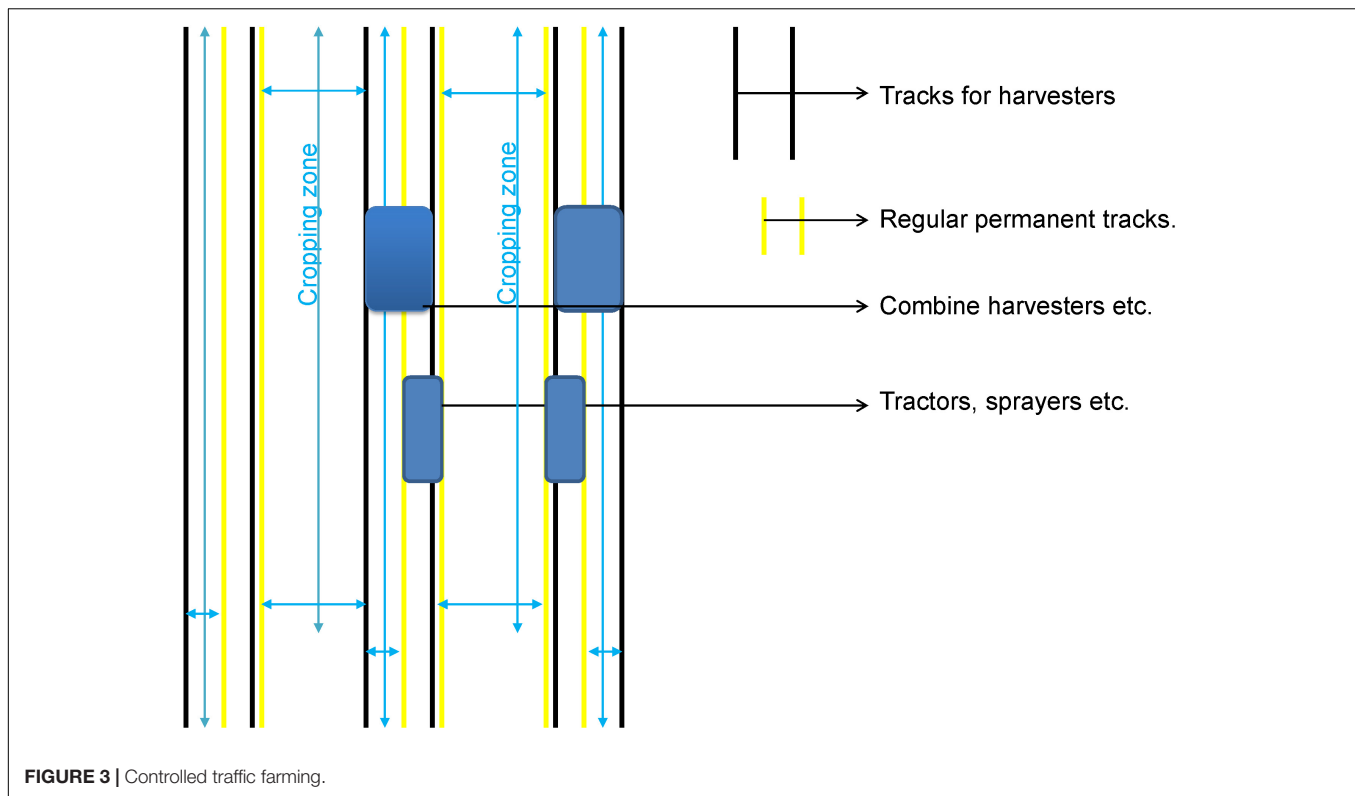 Cropping zone
Cropping zone
Tracks for harvesters
Regular permanent tracks.
Combine harvesters etc.
Tractors, sprayers etc.
FIGURE 3 | Controlled traffic farming.